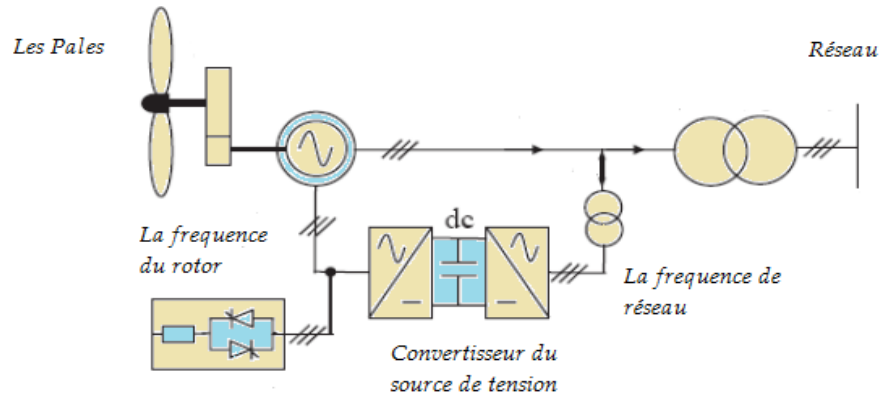 Les Pales
Réseau
dc
La frequence
du rotor
La frequence de
réseau
Convertisseur du
source de tension